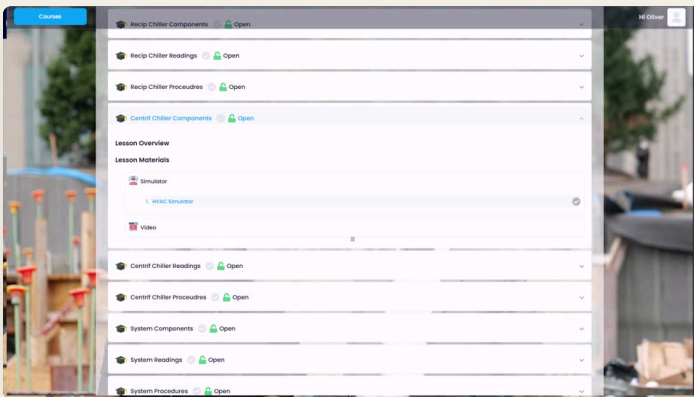 Courses
Hi Oliver
Recip Chiller Components Open
Recip Chiller Readings Open
Recip Chiller Proceudres Open
Centrif Chiller Components Open
Lesson Overview
Lesson Materials
Simulator
1. HVAC Simulator
Video
Centrif Chiller Readings Open
Centrif Chiller Proceudres Open
System Components Open
System Readings Open
System Procedures Open